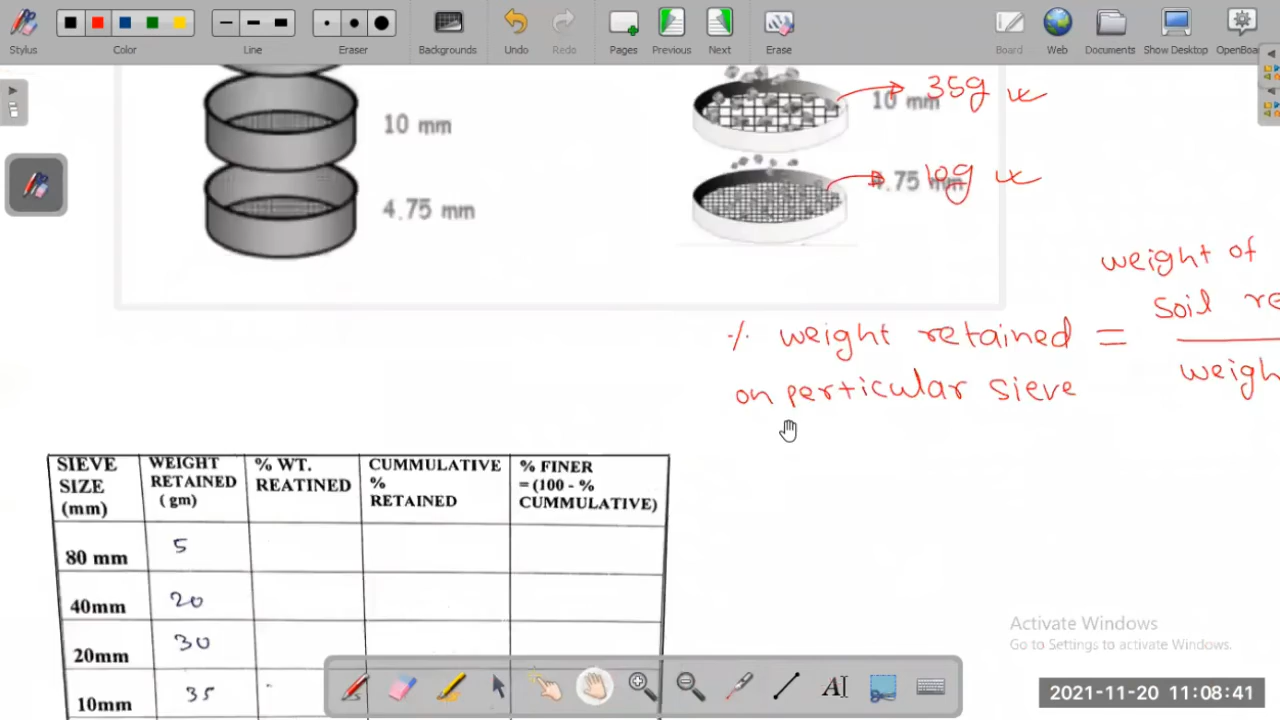 Stylus
Color
Line
Eraser
Backgrounds
Undo
Redo
Pages
Previous
Next
Erase
Board
Web
Documents
Show Desktop
10 mm
4.75 mm
10 mm
35g
4.75 mm
10g
% weight retained =
on perticular sieve
weight of
soil
SIEVE SIZE (mm)
WEIGHT RETAINED (gm)
% WT. REATINED
CUMMULATIVE % RETAINED
% FINER = (100 - % CUMMULATIVE)
80 mm 5
40mm 20
20mm 30
10mm 35
Activate Windows
Go to Settings to activate Windows.
AI
2021-11-20 11:08:41